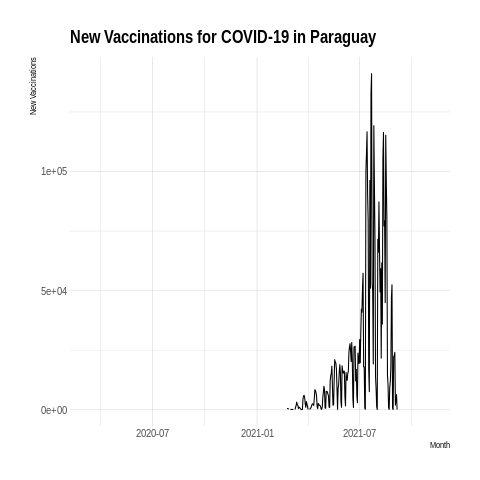 New Vaccinations for COVID-19 in Paraguay
New Vaccinations
1e+05
5e+04
0e+00
2020-07
2021-01
2021-07
Month